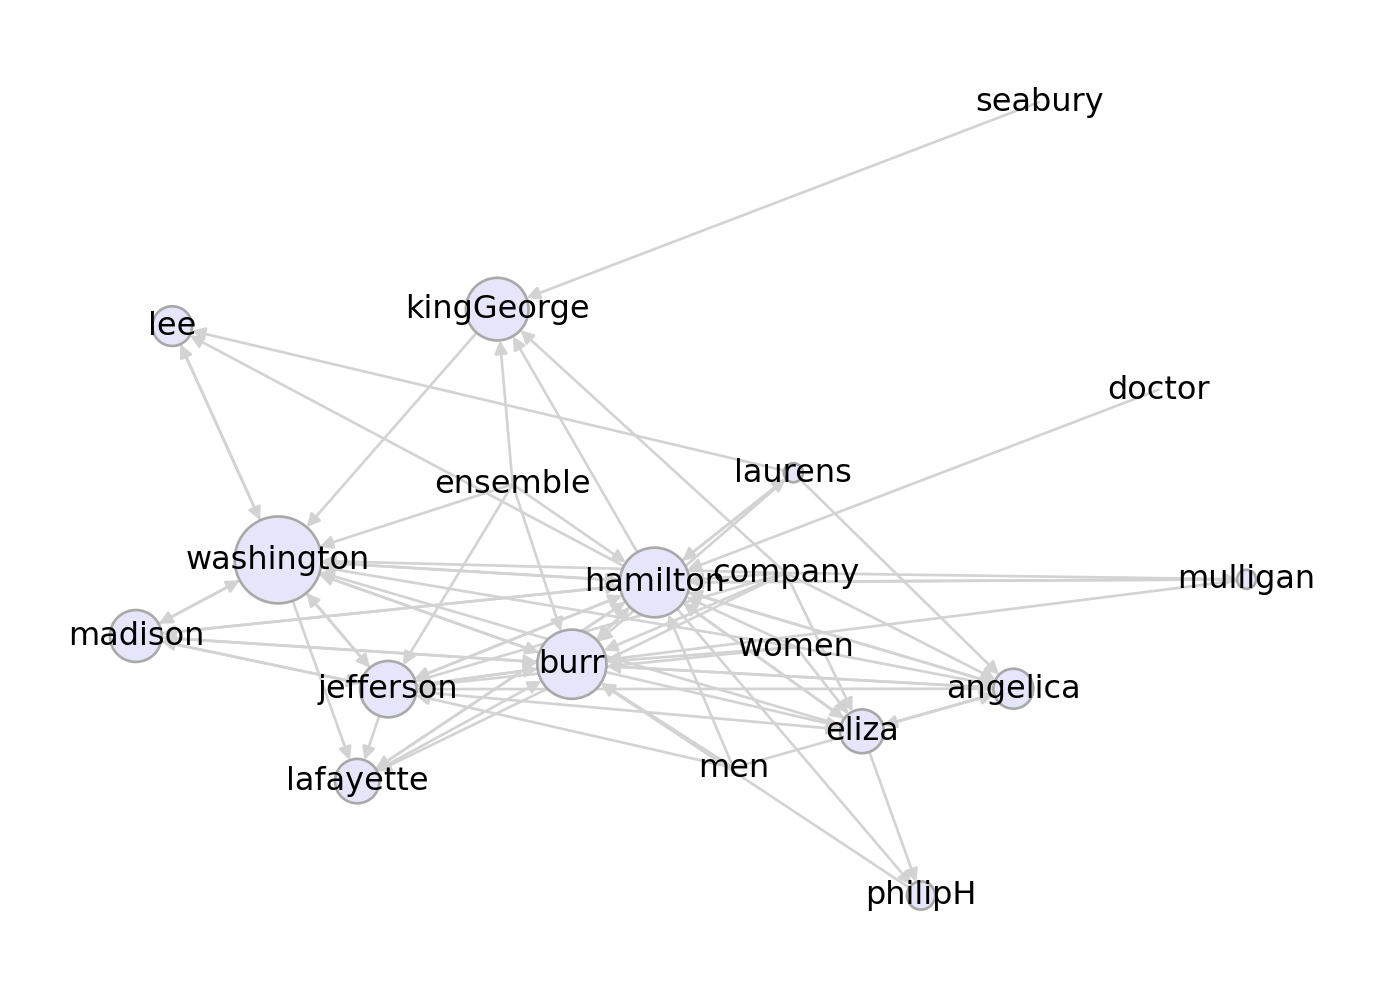 seabury
kingGeorge
lee
doctor
laurens
ensemble
washington
company
hamilton
mulligan
madison
women
burr
jefferson
angelica
eliza
men
lafayette
philipH